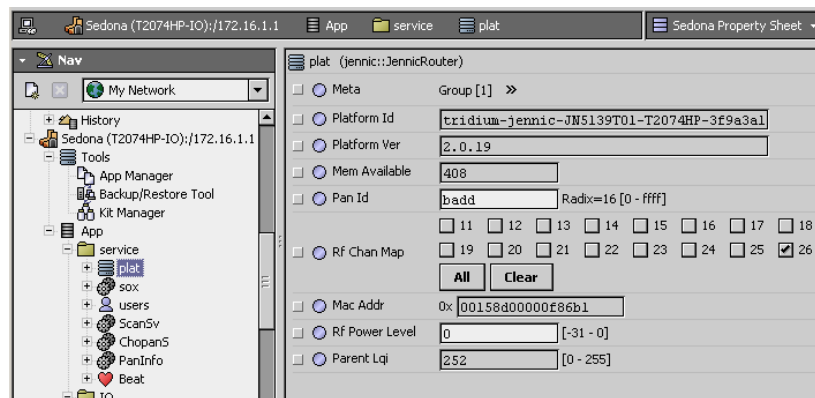 Sedona (T2074HP-IO):/172.16.1.1 App service plat Sedona Property Sheet
Nav
My Network
History
Sedona (T2074HP-IO):/172.16.1.1
Tools
App Manager
Backup/Restore Tool
Kit Manager
App
service
plat
sox
users
ScanSv
ChopanS
PanInfo
Beat
IO
plat (jennic::JennicRouter)
Meta Group [1] »
Platform Id tridium-jennic-JN5139T01-T2074HP-3f9a3a1
Platform Ver 2.0.19
Mem Available 408
Pan Id badd Radix=16 [0 - ffff]
Rf Chan Map
11 12 13 14 15 16 17 18
19 20 21 22 23 24 25 26
All Clear
Mac Addr 0x 00158d00000f86b1
Rf Power Level 0 [-31 - 0]
Parent Lqi 252 [0 - 255]